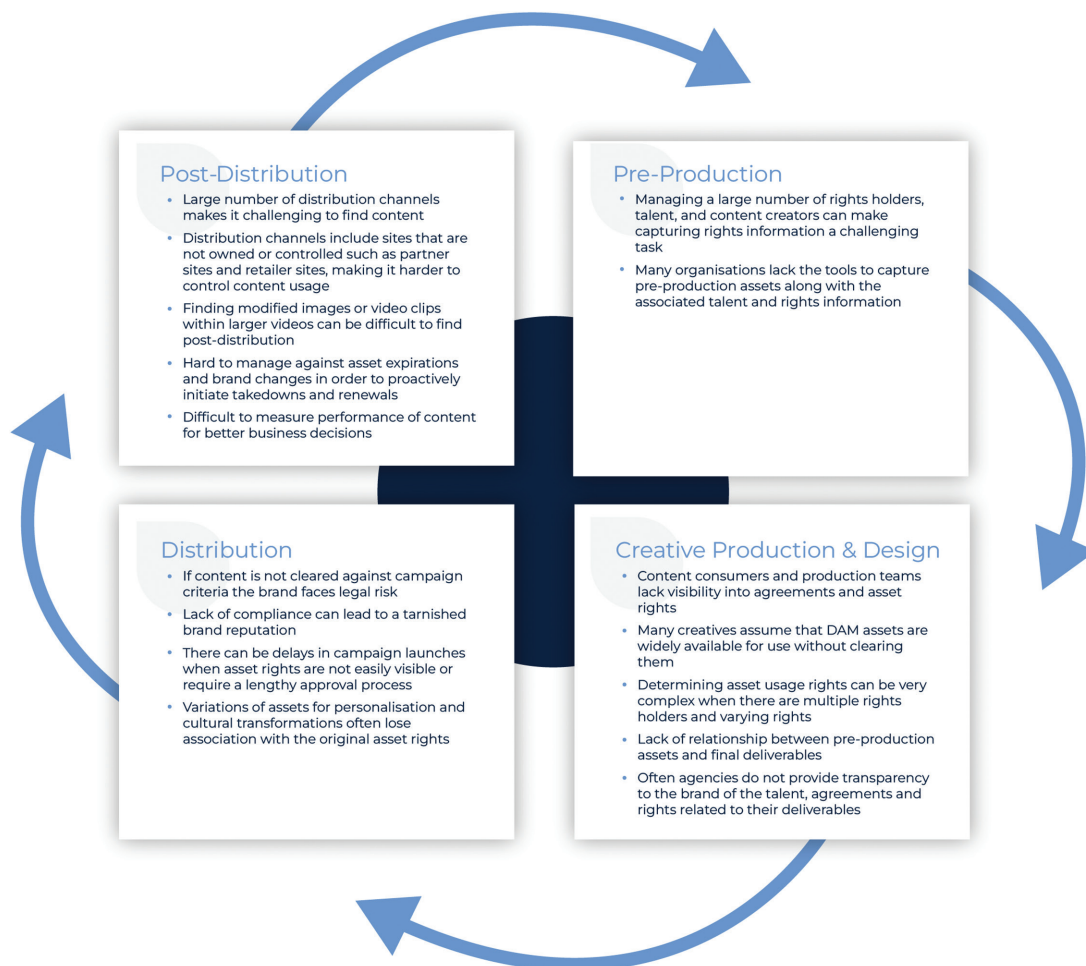 Post-Distribution
• Large number of distribution channels
makes it challenging to find content
• Distribution channels include sites that are
not owned or controlled such as partner
sites and retailer sites, making it harder to
control content usage
• Finding modified images or video clips
within larger videos can be difficult to find
post-distribution
• Hard to manage against asset expirations
and brand changes in order to proactively
initiate takedowns and renewals
• Difficult to measure performance of content
for better business decisions
Pre-Production
• Managing a large number of rights holders,
talent, and content creators can make
capturing rights information a challenging
task
• Many organisations lack the tools to capture
pre-production assets along with the
associated talent and rights information
Distribution
• If content is not cleared against campaign
criteria the brand faces legal risk
• Lack of compliance can lead to a tarnished
brand reputation
• There can be delays in campaign launches
when asset rights are not easily visible or
require a lengthy approval process
• Variations of assets for personalisation and
cultural transformations often lose
association with the original asset rights
Creative Production & Design
• Content consumers and production teams
lack visibility into agreements and asset
rights
• Many creatives assume that DAM assets are
widely available for use without clearing
them
• Determining asset usage rights can be very
complex when there are multiple rights
holders and varying rights
• Lack of relationship between pre-production
assets and final deliverables
• Often agencies do not provide transparency
to the brand of the talent, agreements and
rights related to their deliverables